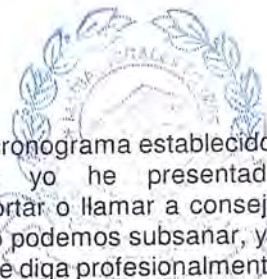 ronograma establecido
yo he presentad
ortar o llamar a consej
o podemos subsanar, y
e diga profesionalment